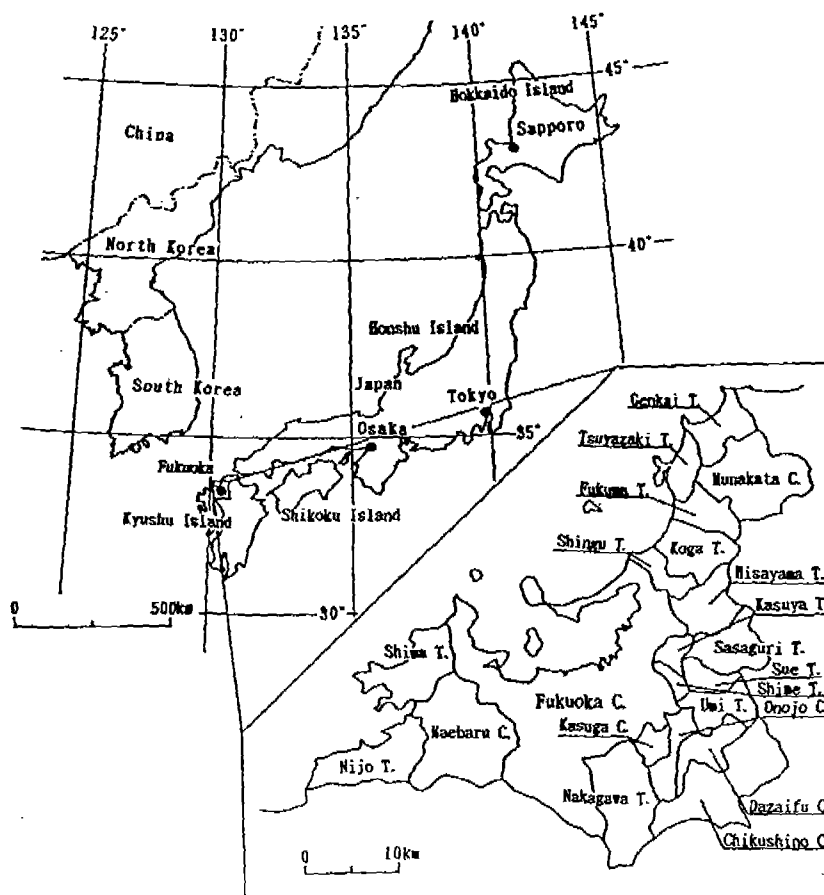 125°
130°
135°
140°
145°
45°
Hokkaido Island
Sapporo
China
North Korea
40°
Honshu Island
South Korea
Japan
Tokyo
Osaka
35°
Fukuoka
Kyushu Island
Shikoku Island
0 500km
30°
Genkai T.
Tsuyazaki T.
Munakata C.
Fukuma T.
Shingu T.
Koga T.
Hisayama T.
Kasuya T.
Sasaguri T.
Sue T.
Shime T.
Umi T.
Onojo C.
Shima T.
Fukuoka C.
Kasuga C.
Maebaru C.
Nijo T.
Nakagawa T.
Dazaifu C.
Chikushino C.
0 10km